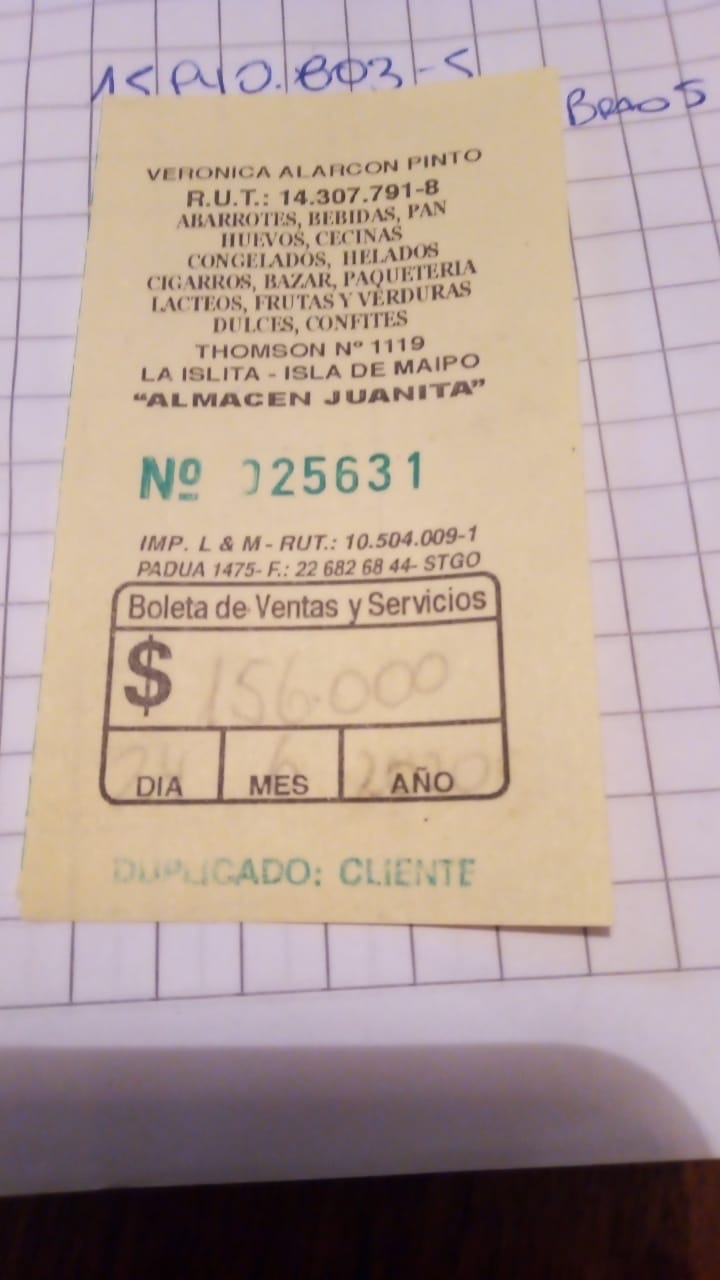 VERONICA ALARCON PINTO
R.U.T.: 14.307.791-8
ABARROTES, BEBIDAS, PAN
HUEVOS, CECINAS
CONGELADOS, HELADOS
CIGARROS, BAZAR, PAQUETERIA
LACTEOS, FRUTAS Y VERDURAS
DULCES, CONFITES
THOMSON Nº 1119
LA ISLITA - ISLA DE MAIPO
“ALMACEN JUANITA”
Nº 025631
IMP. L & M - RUT.: 10.504.009-1
PADUA 1475- F.: 22 682 68 44- STGO
Boleta de Ventas y Servicios
$ 156.000
DIA MES AÑO
DUPLICADO: CLIENTE